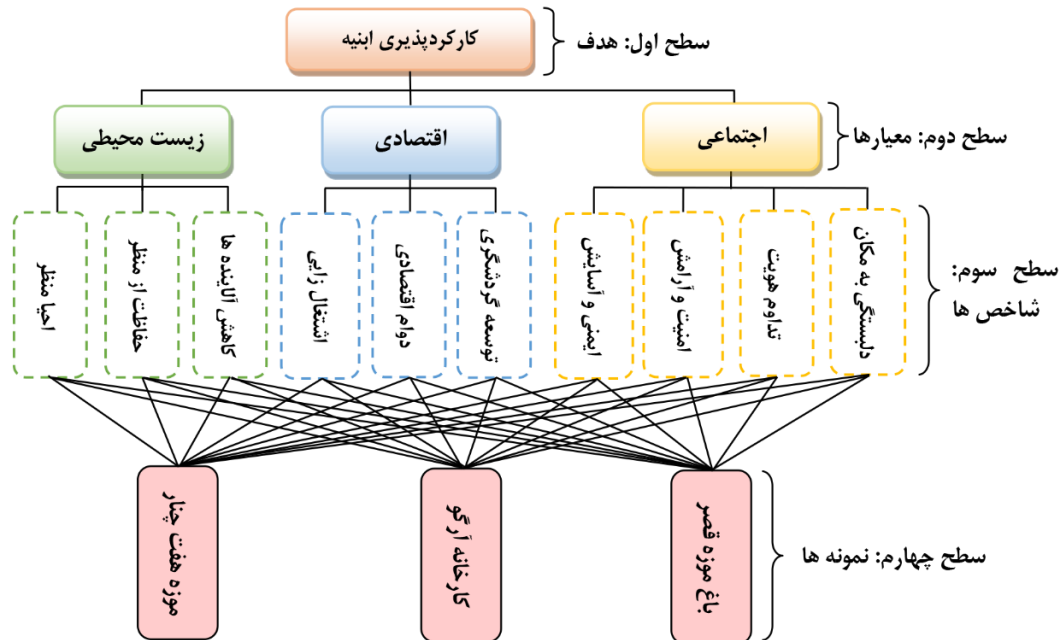 کارکردپذیری ابنیه
سطح اول: هدف
سطح دوم: معیارها
اجتماعی
اقتصادی
زیست محیطی
سطح سوم:
شاخص ها
دلبستگی به مکان
تداوم هویت
امنیت و آرامش
ایمنی و آسایش
توسعه گردشگری
دوام اقتصادی
اشتغال زایی
کاهش آلاینده ها
حفاظت از منظر
احیا منظر
سطح چهارم: نمونه ها
باغ موزه قصر
کارخانه آرگو
موزه هفت چنار